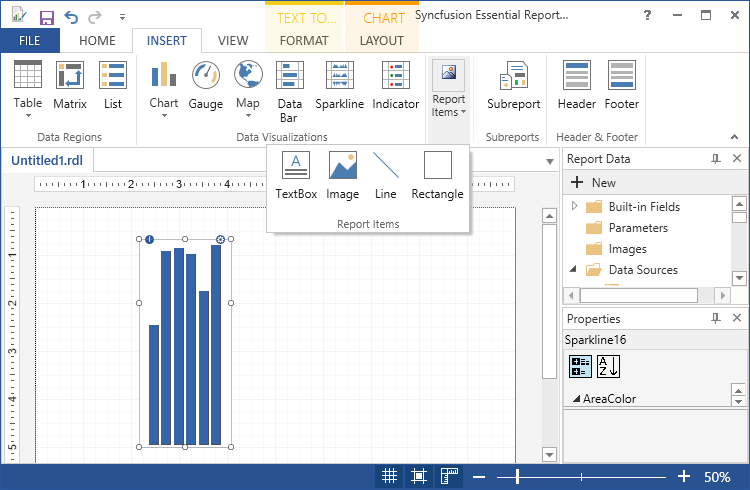 TEXT TO... CHART Syncfusion Essential Report... ?
FILE HOME INSERT VIEW FORMAT LAYOUT
Table Matrix List Chart Gauge Map Data Bar Sparkline Indicator Report Items Subreport Header Footer
Data Regions Data Visualizations Subreports Header & Footer
Untitled1.rdl
A
TextBox Image Line Rectangle
Report Items
1 2 3 4
1
2
3
4
5
Report Data
New
Built-in Fields
Parameters
Images
Data Sources
Properties
Sparkline16
A Z
AreaColor
50%